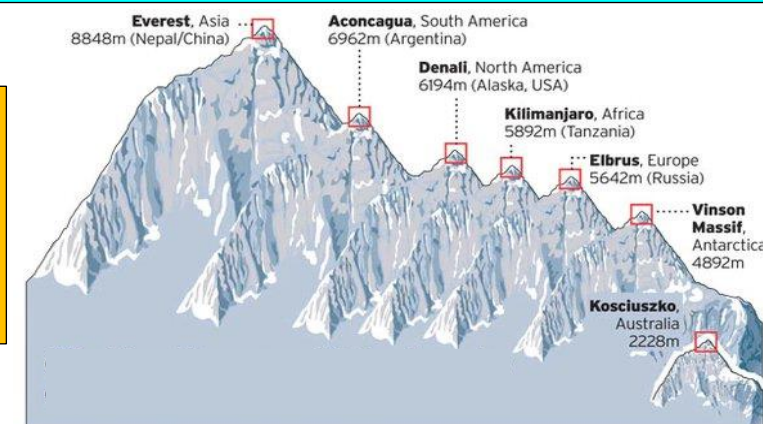 Everest, Asia
8848m (Nepal/China)
Aconcagua, South America
6962m (Argentina)
Denali, North America
6194m (Alaska, USA)
Kilimanjaro, Africa
5892m (Tanzania)
Elbrus, Europe
5642m (Russia)
Vinson
Massif,
Antarctica
4892m
Kosciuszko,
Australia
2228m